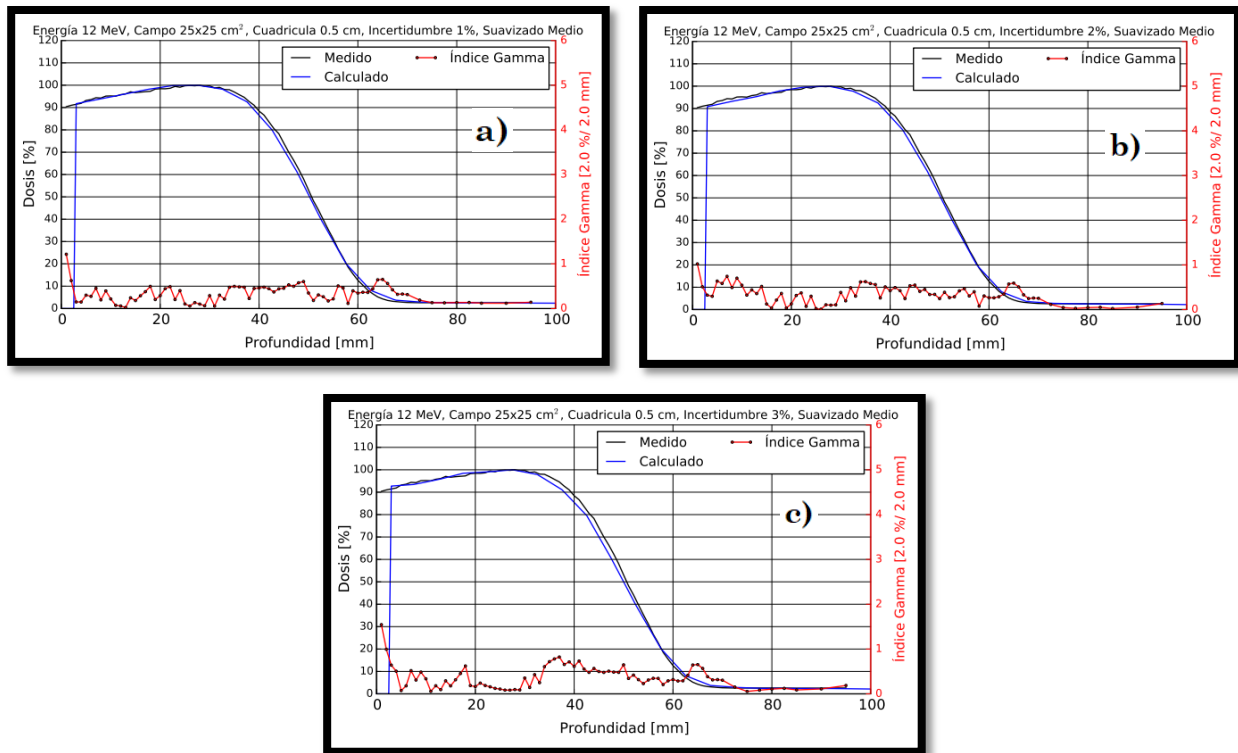 Energía 12 MeV, Campo 25x25 cm², Cuadricula 0.5 cm, Incertidumbre 1%, Suavizado Medio
120
110
100
90
80
70
60
50
40
30
20
10
0
Dosis [%]
Medido
Calculado
Índice Gamma
a)
6
5
4
3
2
1
0
Índice Gamma [2.0 %/ 2.0 mm]
0 20 40 60 80 100
Profundidad [mm]
Energía 12 MeV, Campo 25x25 cm², Cuadricula 0.5 cm, Incertidumbre 2%, Suavizado Medio
120
110
100
90
80
70
60
50
40
30
20
10
0
Dosis [%]
Medido
Calculado
Índice Gamma
b)
6
5
4
3
2
1
0
Índice Gamma [2.0 %/ 2.0 mm]
0 20 40 60 80 100
Profundidad [mm]
Energía 12 MeV, Campo 25x25 cm², Cuadricula 0.5 cm, Incertidumbre 3%, Suavizado Medio
120
110
100
90
80
70
60
50
40
30
20
10
0
Dosis [%]
Medido
Calculado
Índice Gamma
c)
6
5
4
3
2
1
0
Índice Gamma [2.0 %/ 2.0 mm]
0 20 40 60 80 100
Profundidad [mm]